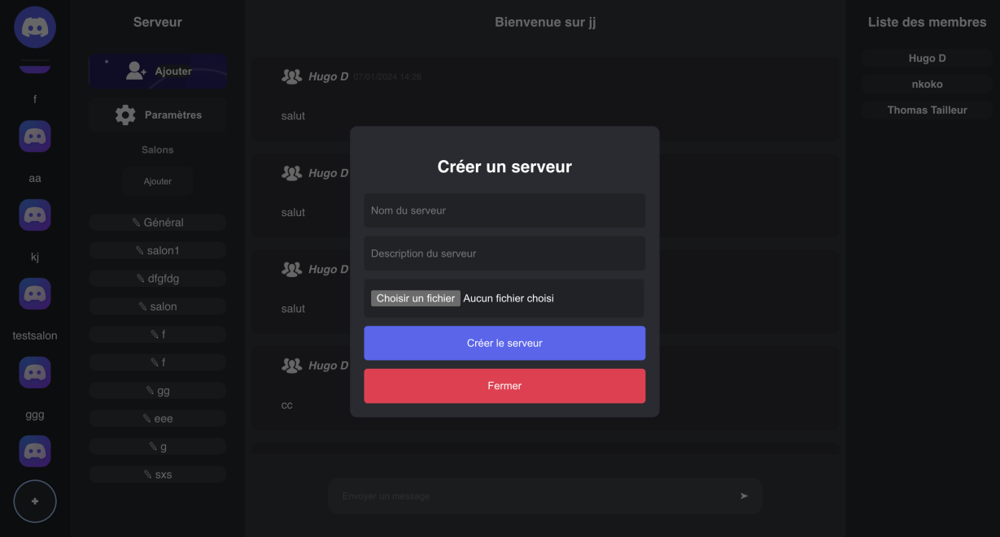 Serveur
Bienvenue sur jj
Liste des membres
f
aa
kj
testsalon
ggg
+
Ajouter
Paramètres
Salons
Ajouter
Général
salon1
dfgfdg
salon
f
f
gg
eee
g
sxs
Hugo D 07/01/2024 14:26
salut
Hugo D
salut
Hugo D
salut
Hugo D
cc
Envoyer un message
Créer un serveur
Nom du serveur
Description du serveur
Choisir un fichier Aucun fichier choisi
Créer le serveur
Fermer
Hugo D
nkoko
Thomas Tailleur